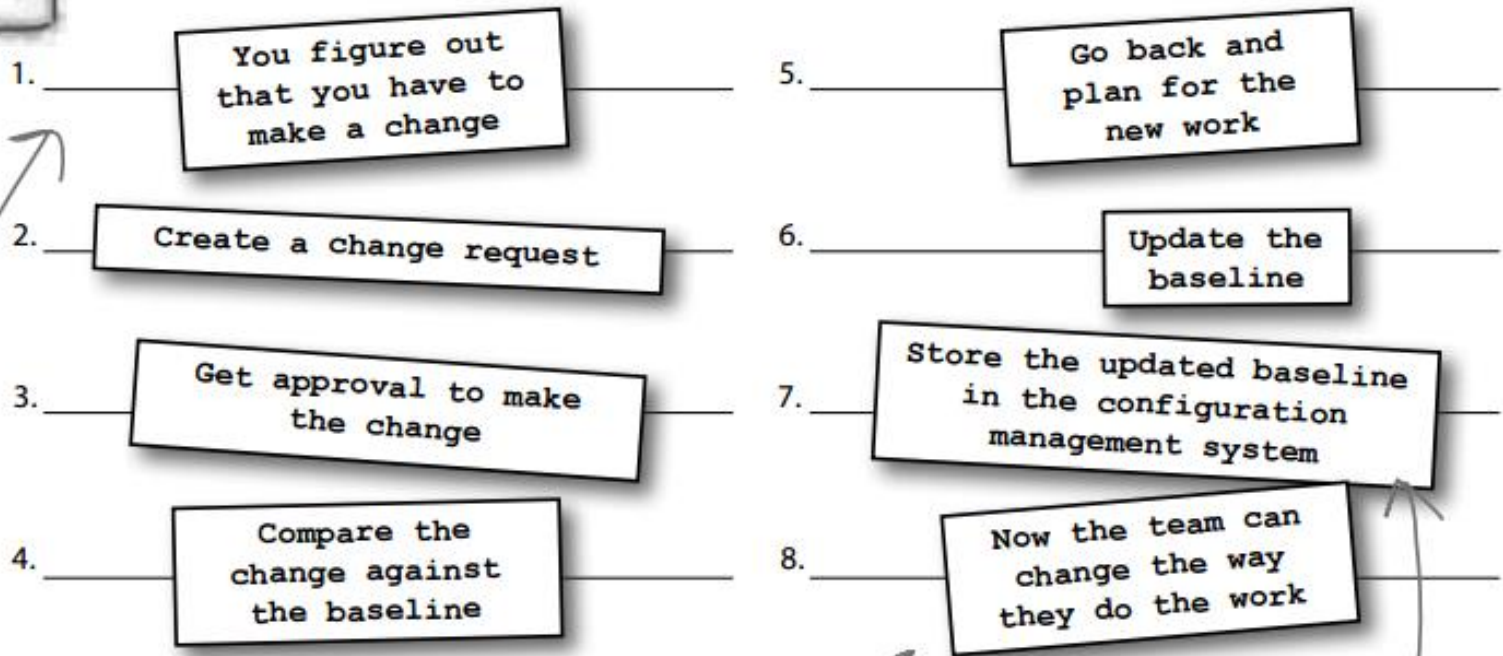 1. You figure out
that you have to
make a change
2. Create a change request
3. Get approval to make
the change
4. Compare the
change against
the baseline
5. Go back and
plan for the
new work
6. Update the
baseline
7. Store the updated baseline
in the configuration
management system
8. Now the team can
change the way
they do the work